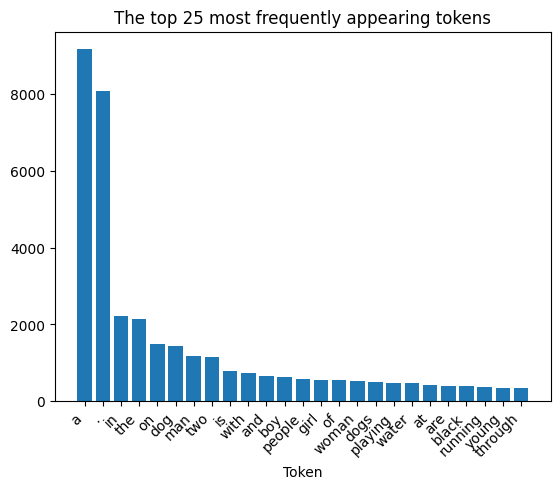 The top 25 most frequently appearing tokens
8000
6000
4000
2000
0
a
.
in
the
on
dog
man
two
is
with
and
boy
people
girl
of
woman
dogs
playing
water
at
are
black
running
young
through
Token